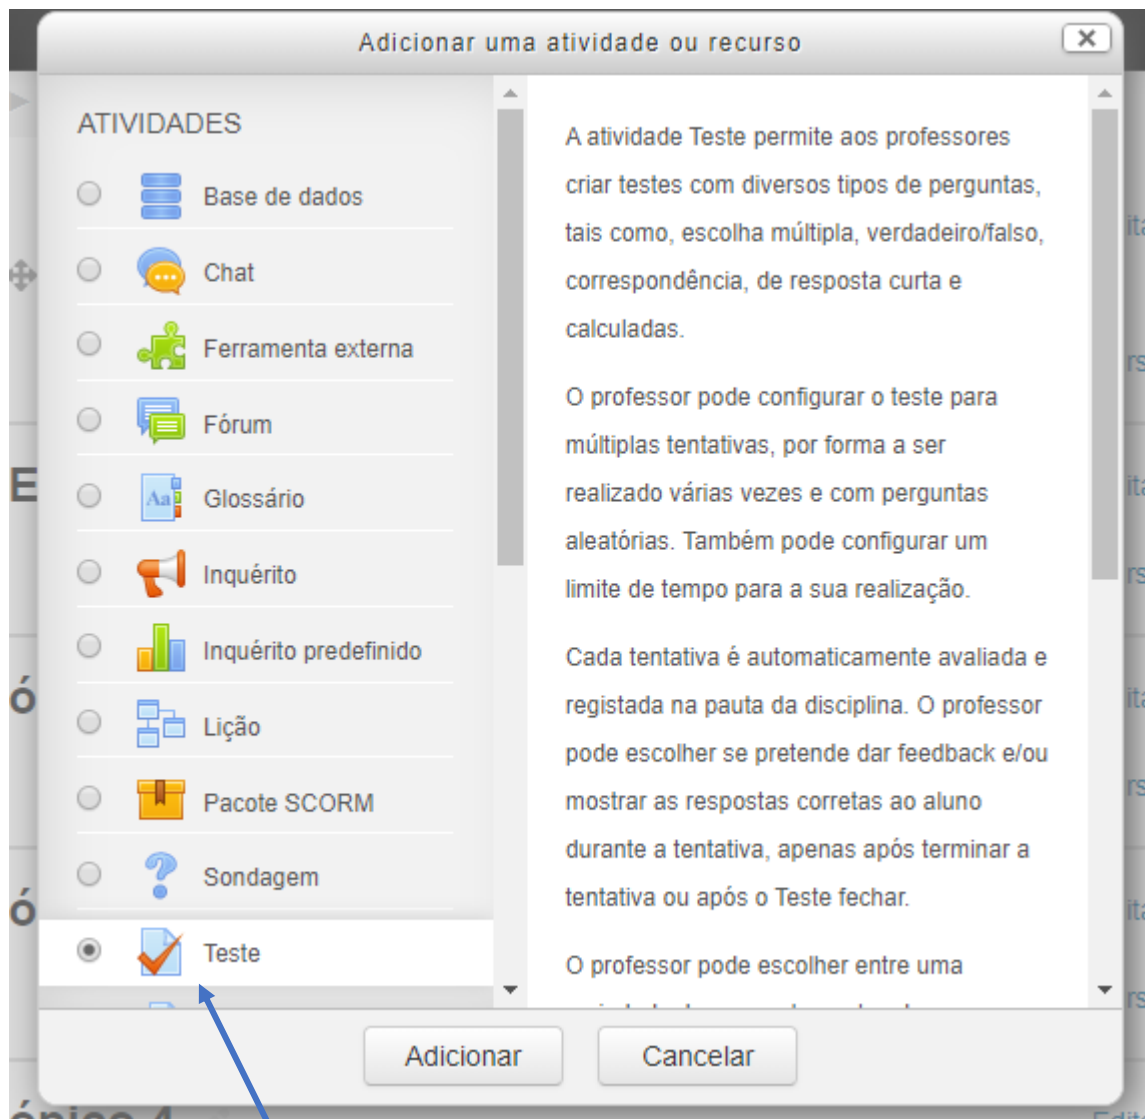 Adicionar uma atividade ou recurso
ATIVIDADES
Base de dados
Chat
Ferramenta externa
Fórum
Aa
Glossário
Inquérito
Inquérito predefinido
Lição
Pacote SCORM
Sondagem
Teste
A atividade Teste permite aos professores
criar testes com diversos tipos de perguntas,
tais como, escolha múltipla, verdadeiro/falso,
correspondência, de resposta curta e
calculadas.
O professor pode configurar o teste para
múltiplas tentativas, por forma a ser
realizado várias vezes e com perguntas
aleatórias. Também pode configurar um
limite de tempo para a sua realização.
Cada tentativa é automaticamente avaliada e
registada na pauta da disciplina. O professor
pode escolher se pretende dar feedback e/ou
mostrar as respostas corretas ao aluno
durante a tentativa, apenas após terminar a
tentativa ou após o Teste fechar.
O professor pode escolher entre uma
Adicionar
Cancelar